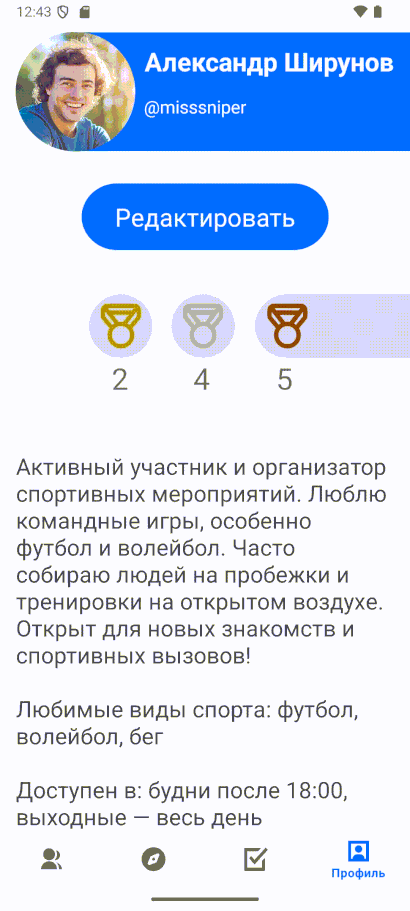 12:43
Александр Ширунов
@misssniper
Редактировать
2 4 5
Активный участник и организатор
спортивных мероприятий. Люблю
командные игры, особенно
футбол и волейбол. Часто
собираю людей на пробежки и
тренировки на открытом воздухе.
Открыт для новых знакомств и
спортивных вызовов!
Любимые виды спорта: футбол,
волейбол, бег
Доступен в: будни после 18:00,
выходные — весь день
Профиль